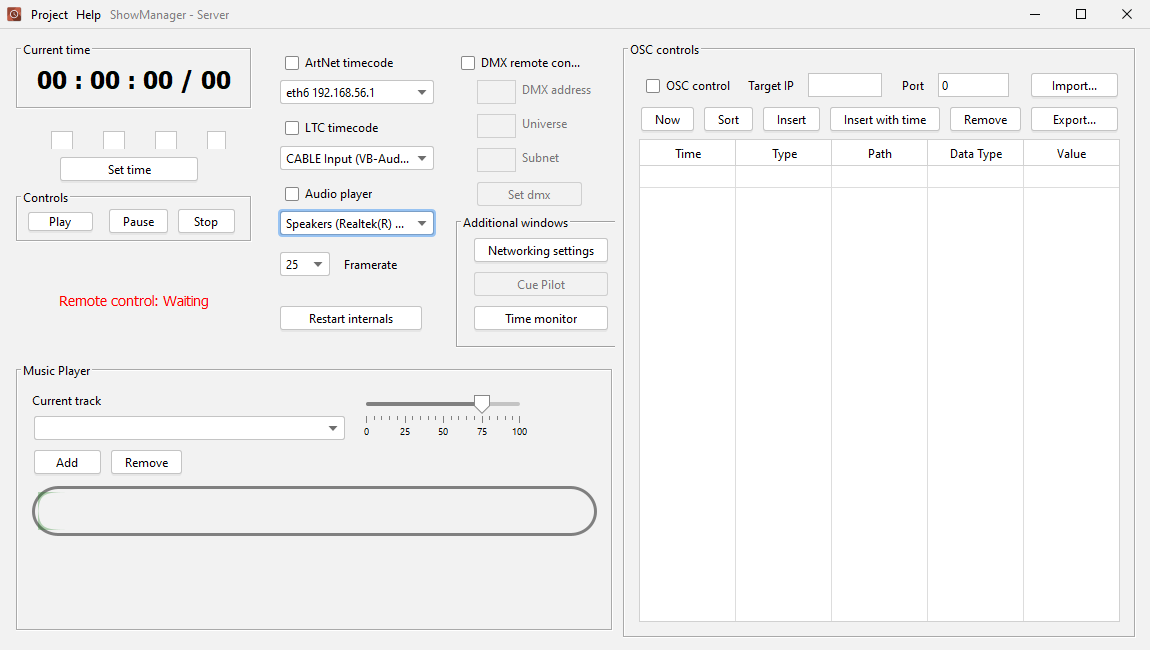 Project Help ShowManager - Server
Current time
00 : 00 : 00 / 00
Set time
Controls
Play Pause Stop
Remote control: Waiting
ArtNet timecode
eth6 192.168.56.1
LTC timecode
CABLE Input (VB-Aud...
Audio player
Speakers (Realtek(R) ...
25 Framerate
Restart internals
DMX remote con...
DMX address
Universe
Subnet
Set dmx
Additional windows
Networking settings
Cue Pilot
Time monitor
Music Player
Current track
0 25 50 75 100
Add Remove
OSC controls
OSC control Target IP Port 0 Import...
Now Sort Insert Insert with time Remove Export...
Time Type Path Data Type Value